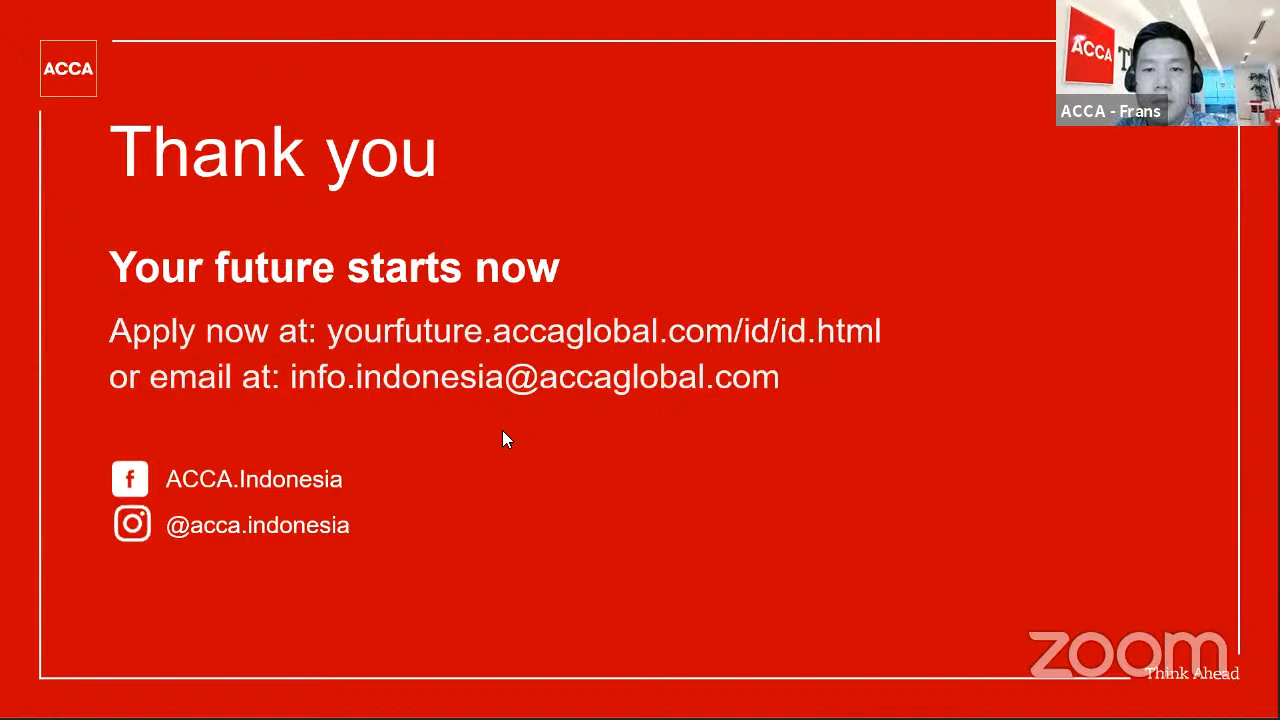 ACCA
Thank you
Your future starts now
Apply now at: yourfuture.accaglobal.com/id/id.html
or email at: info.indonesia@accaglobal.com
ACCA.Indonesia
@acca.indonesia
ACCA
ACCA - Frans
zoom
Think Ahead